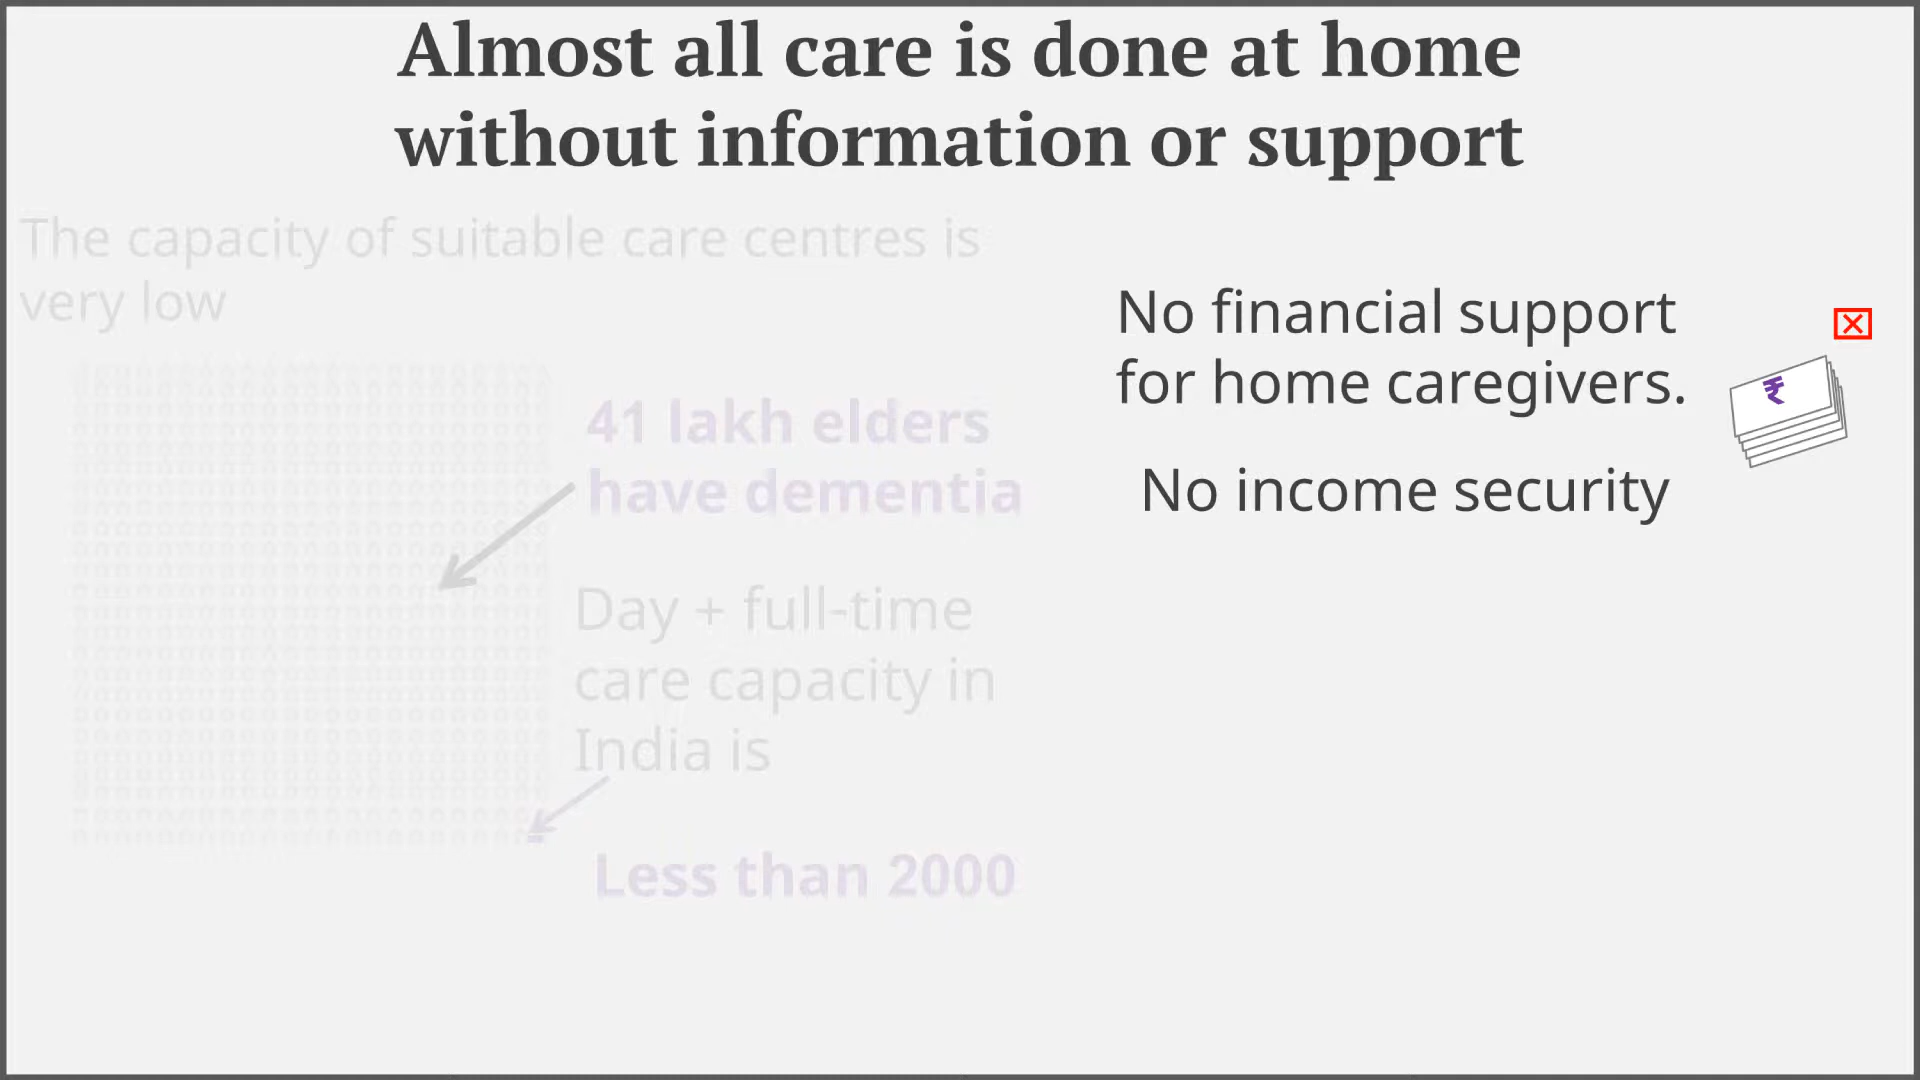 Almost all care is done at home
without information or support
The capacity of suitable care centres is
very low
41 lakh elders
have dementia
Day + full-time
care capacity in
India is
Less than 2000
No financial support
for home caregivers.
₹
No income security